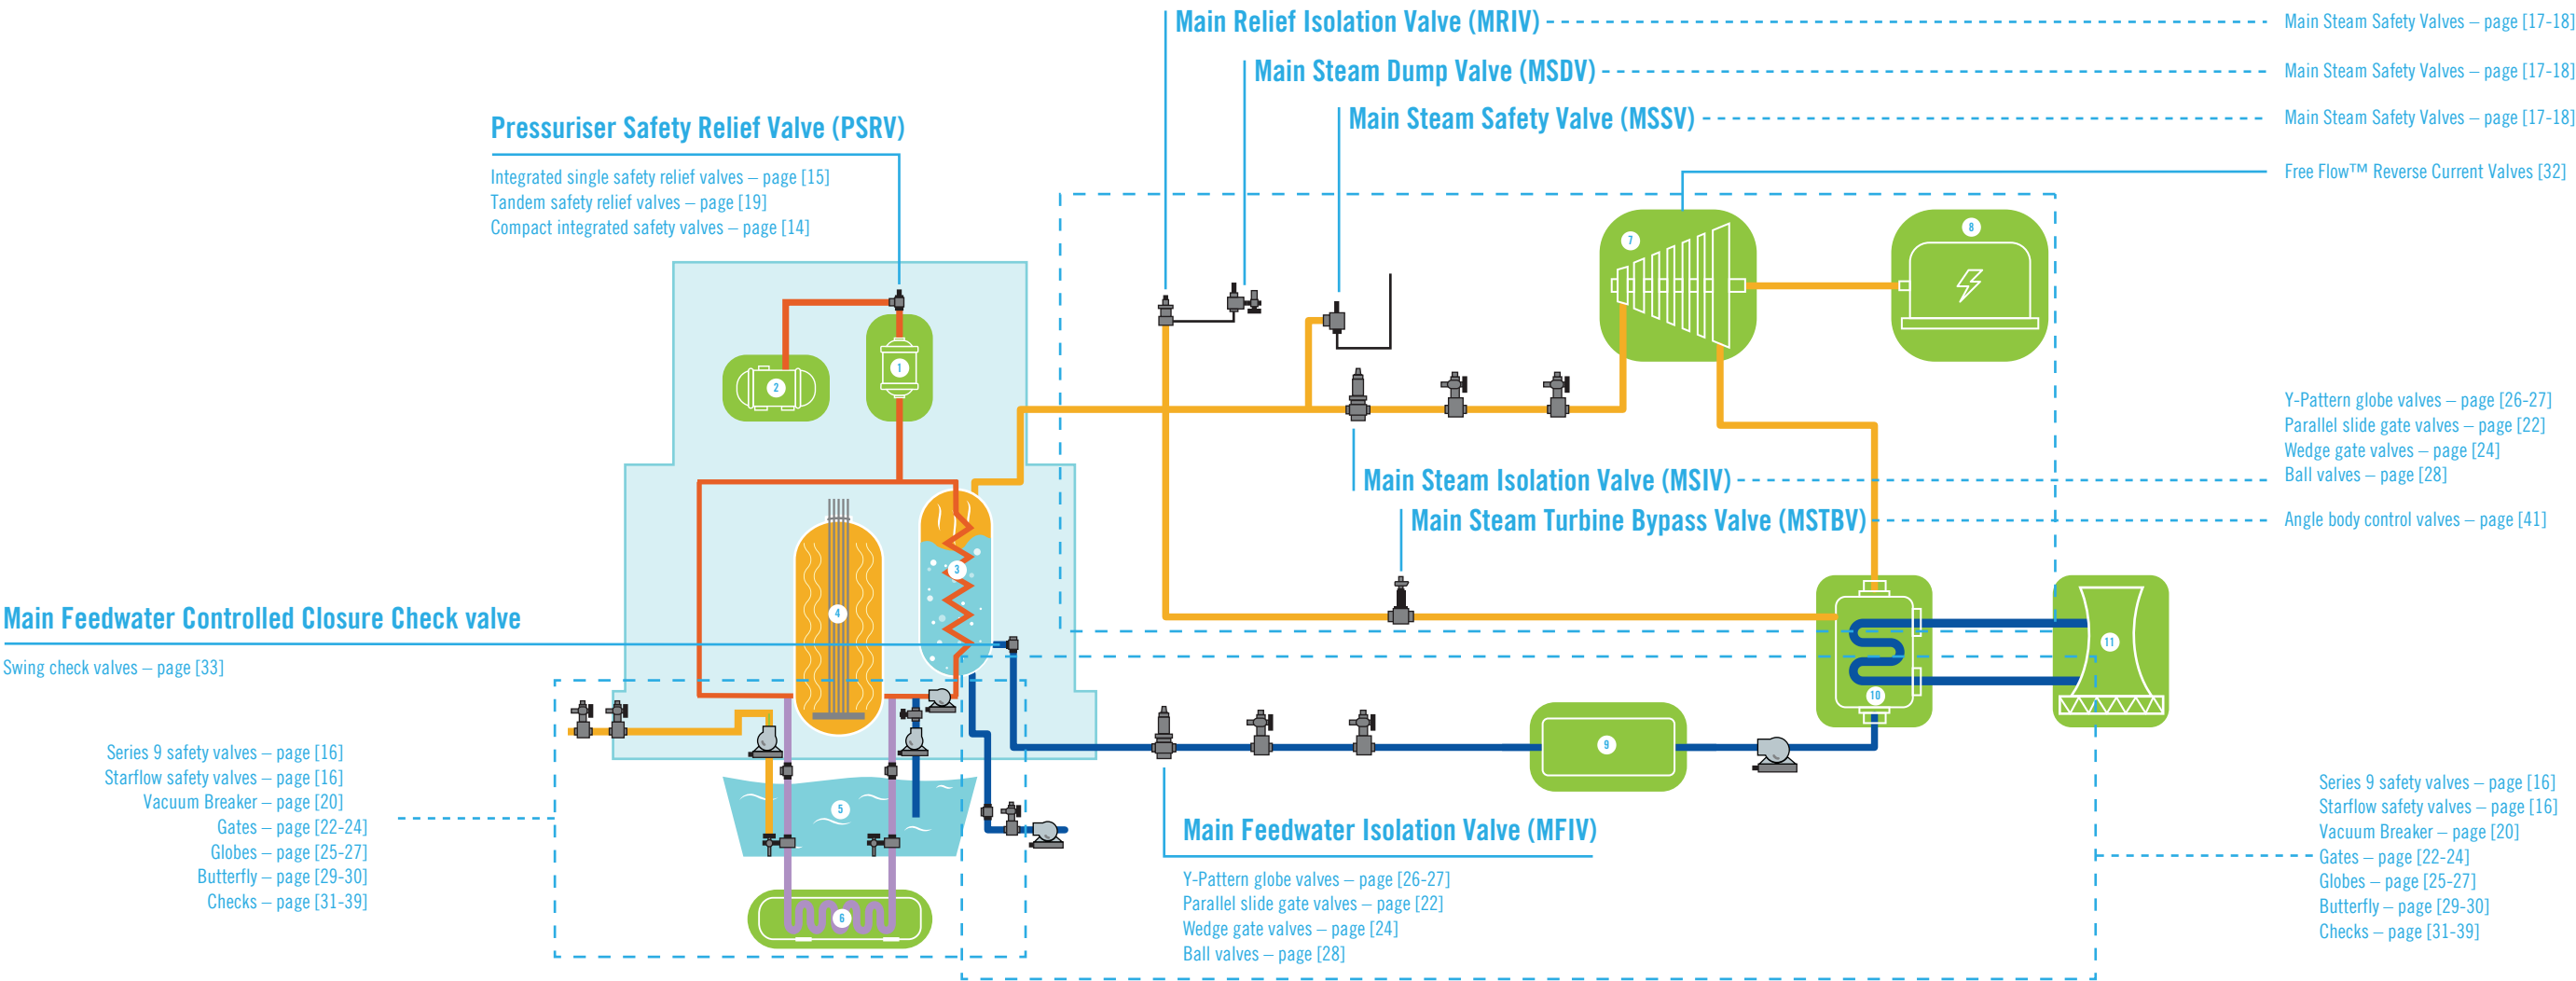 Main Relief Isolation Valve (MRIV)
Main Steam Safety Valves – page [17-18]
Main Steam Dump Valve (MSDV)
Main Steam Safety Valves – page [17-18]
Main Steam Safety Valve (MSSV)
Main Steam Safety Valves – page [17-18]
Free Flow™ Reverse Current Valves [32]
Pressuriser Safety Relief Valve (PSRV)
Integrated single safety relief valves – page [15]
Tandem safety relief valves – page [19]
Compact integrated safety valves – page [14]
7
8
1
2
Y-Pattern globe valves – page [26-27]
Parallel slide gate valves – page [22]
Wedge gate valves – page [24]
Ball valves – page [28]
Main Steam Isolation Valve (MSIV)
Main Steam Turbine Bypass Valve (MSTBV)
Angle body control valves – page [41]
3
4
Main Feedwater Controlled Closure Check valve
Swing check valves – page [33]
11
10
9
Series 9 safety valves – page [16]
Starflow safety valves – page [16]
Vacuum Breaker – page [20]
Gates – page [22-24]
Globes – page [25-27]
Butterfly – page [29-30]
Checks – page [31-39]
5
6
Main Feedwater Isolation Valve (MFIV)
Y-Pattern globe valves – page [26-27]
Parallel slide gate valves – page [22]
Wedge gate valves – page [24]
Ball valves – page [28]
Series 9 safety valves – page [16]
Starflow safety valves – page [16]
Vacuum Breaker – page [20]
Gates – page [22-24]
Globes – page [25-27]
Butterfly – page [29-30]
Checks – page [31-39]